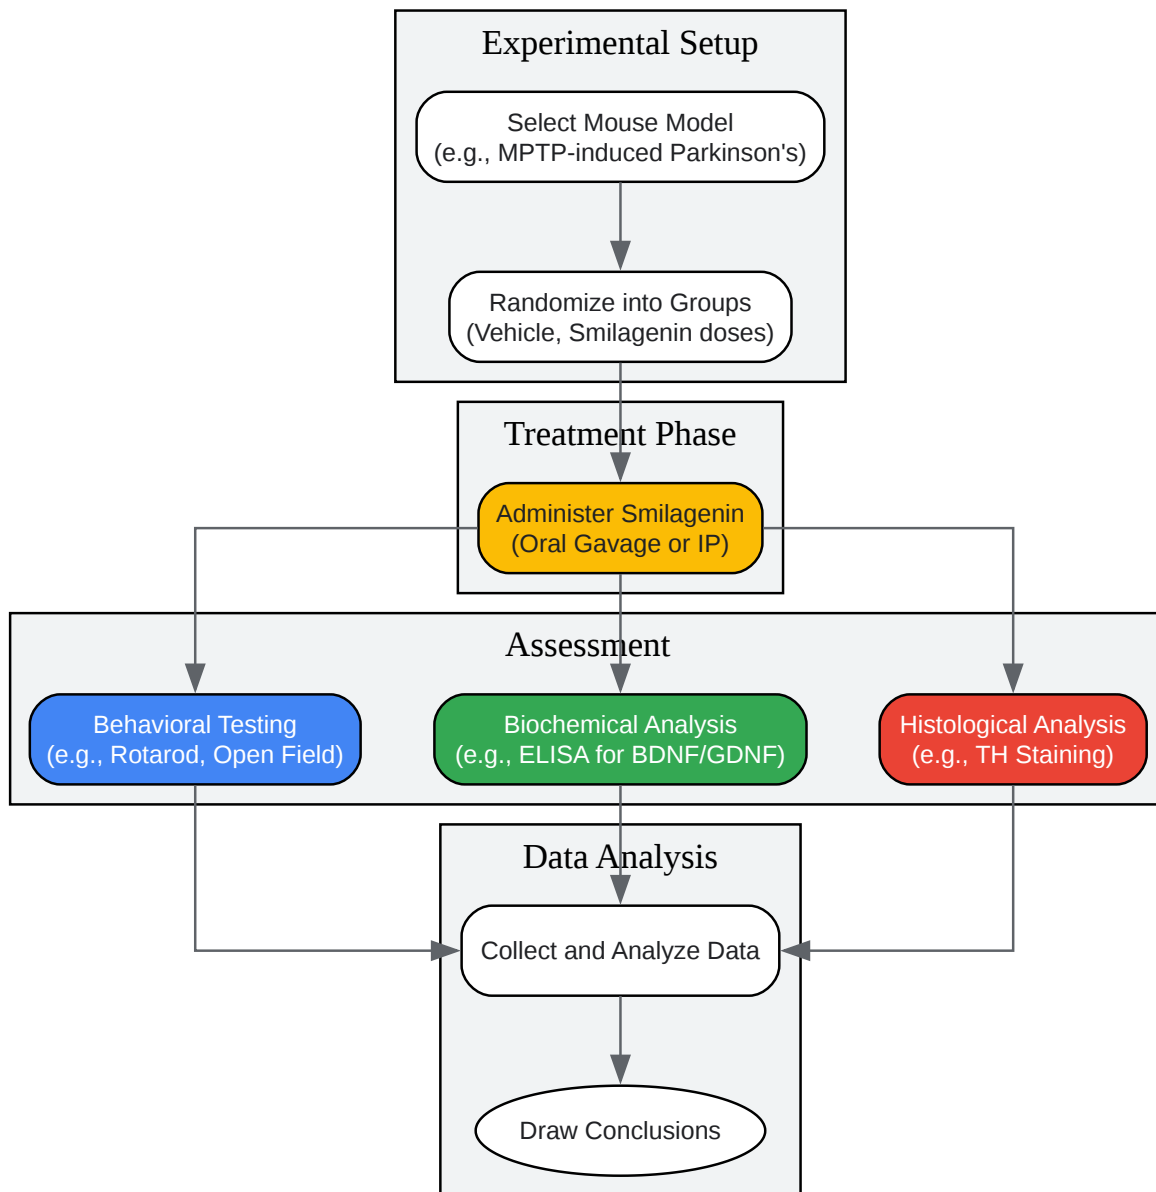 Experimental Setup
Select Mouse Model
(e.g., MPTP-induced Parkinson's)
Randomize into Groups
(Vehicle, Smilagenin doses)
Treatment Phase
Administer Smilagenin
(Oral Gavage or IP)
Assessment
Behavioral Testing
(e.g., Rotarod, Open Field)
Biochemical Analysis
(e.g., ELISA for BDNF/GDNF)
Histological Analysis
(e.g., TH Staining)
Data Analysis
Collect and Analyze Data
Draw Conclusions